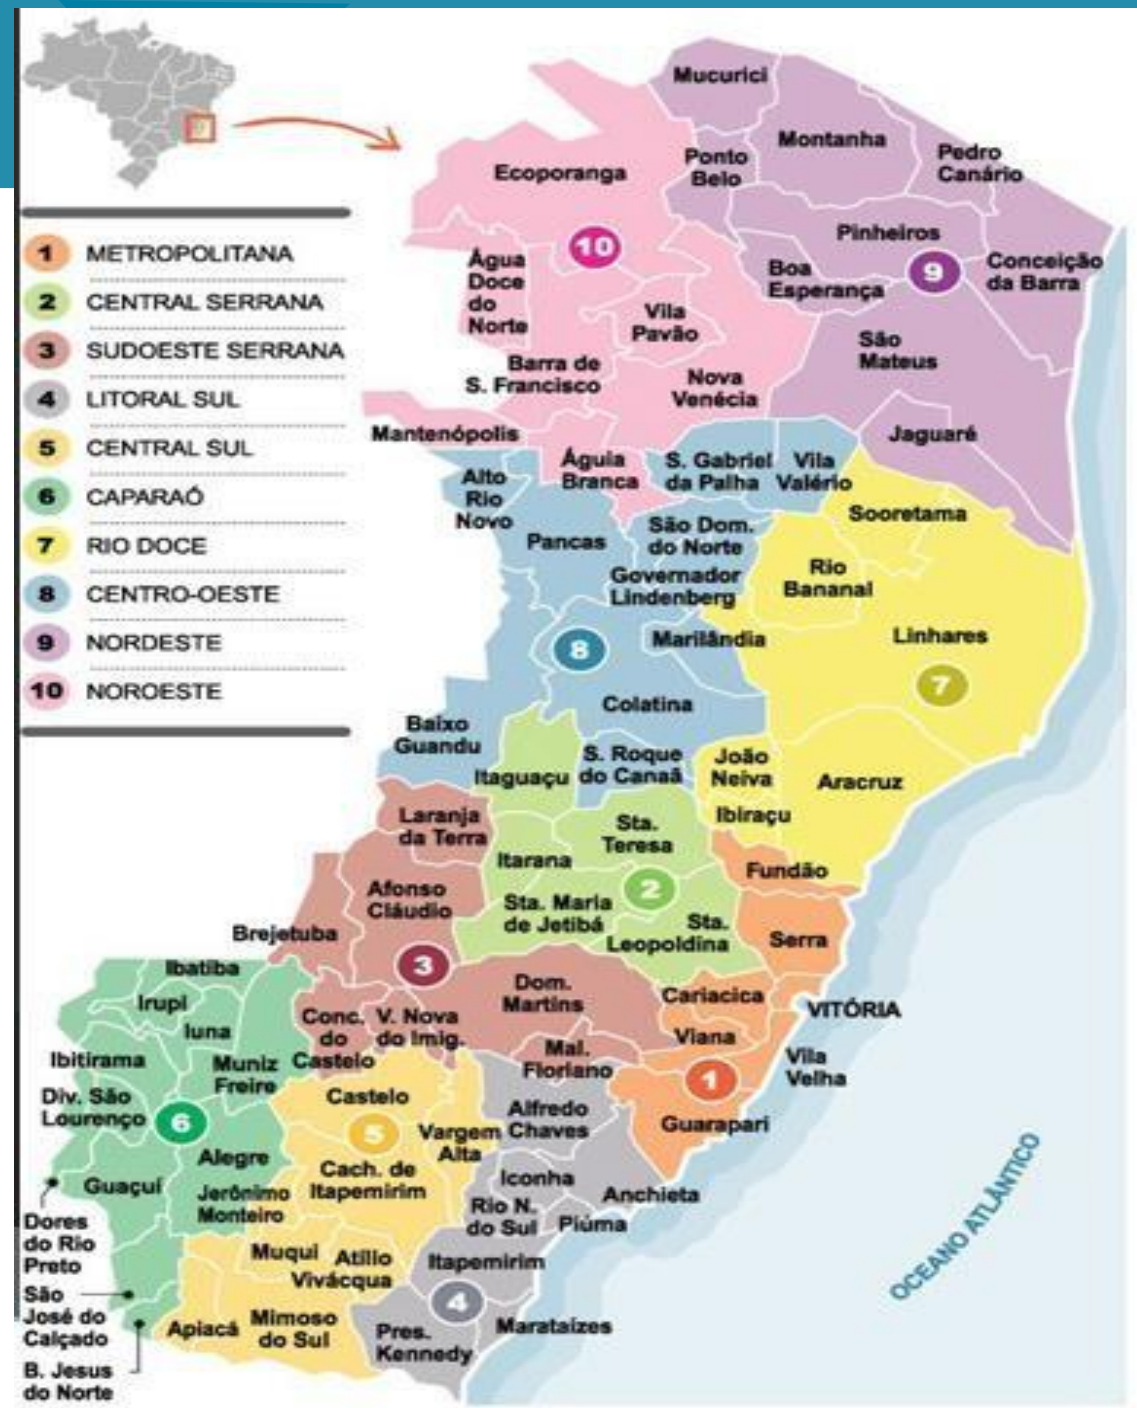 1 METROPOLITANA
2 CENTRAL SERRANA
3 SUDOESTE SERRANA
4 LITORAL SUL
5 CENTRAL SUL
6 CAPARAÓ
7 RIO DOCE
8 CENTRO-OESTE
9 NORDESTE
10 NOROESTE
Mucurici
Montanha
Ponto
Belo
Pedro
Canário
Ecoporanga
10
Pinheiros
9
Conceição
da Barra
Água
Doce
do
Norte
Boa
Esperança
Vila
Pavão
São
Mateus
Barra de
S. Francisco
Nova
Venécia
Mantenópolis
Jaguaré
Águia
Branca
S. Gabriel
da Palha
Vila
Valério
Alto
Rio
Novo
Sooretama
Pancas
São Dom.
do Norte
Rio
Bananal
Governador
Lindenberg
Marilândia
Linhares
8
7
Colatina
Baixo
Guandu
Itaguaçu
S. Roque
do Canaã
João
Neiva
Aracruz
Ibiraçu
Laranja
da Terra
Sta.
Teresa
Itarana
Fundão
Afonso
Cláudio
2
Sta. Maria
de Jetibá
Sta.
Leopoldina
Serra
Brejetuba
3
Ibatiba
Dom.
Martins
Cariacica
VITÓRIA
Irupi
Iuna
Conc.
do
Castelo
V. Nova
do Imig.
Viana
Ibitirama
Muniz
Freire
Mal.
Floriano
Vila
Velha
1
Div. São
Lourenço
6
Castelo
5
Alfredo
Chaves
Guarapari
Vargem
Alta
Alegre
Guaçuí
Cach. de
Itapemirim
Iconha
Anchieta
Jerônimo
Monteiro
Rio N.
do Sul
Piúma
Dores
do Rio
Preto
Muqui
Atílio
Vivácqua
Itapemirim
São
José do
Calçado
4
Apiacá
Mimoso
do Sul
Pres.
Kennedy
Marataizes
B. Jesus
do Norte
OCEANO ATLÂNTICO